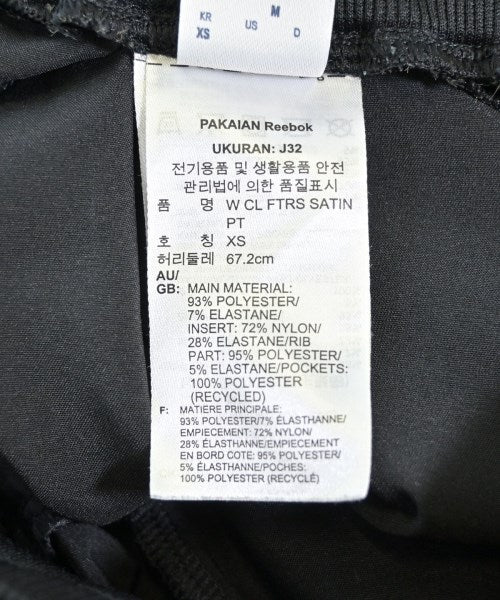 M
KR
XS
US
D
PAKAIAN Reebok
UKURAN: J32
전기용품 및 생활용품 안전
관리법에 의한 품질표시
품 명 W CL FTRS SATIN
PT
호 칭 XS
허리둘레 67.2cm
AU/
GB: MAIN MATERIAL:
93% POLYESTER/
7% ELASTANE/
INSERT: 72% NYLON/
28% ELASTANE/RIB
PART: 95% POLYESTER/
5% ELASTANE/POCKETS:
100% POLYESTER
(RECYCLED)
F: MATIERE PRINCIPALE:
93% POLYESTER/7% ÉLASTHANNE/
EMPIECEMENT: 72% NYLON/
28% ÉLASTHANNE/EMPIECEMENT
EN BORD COTE: 95% POLYESTER/
5% ÉLASTHANNE/POCHES:
100% POLYESTER (RECYCLÉ)